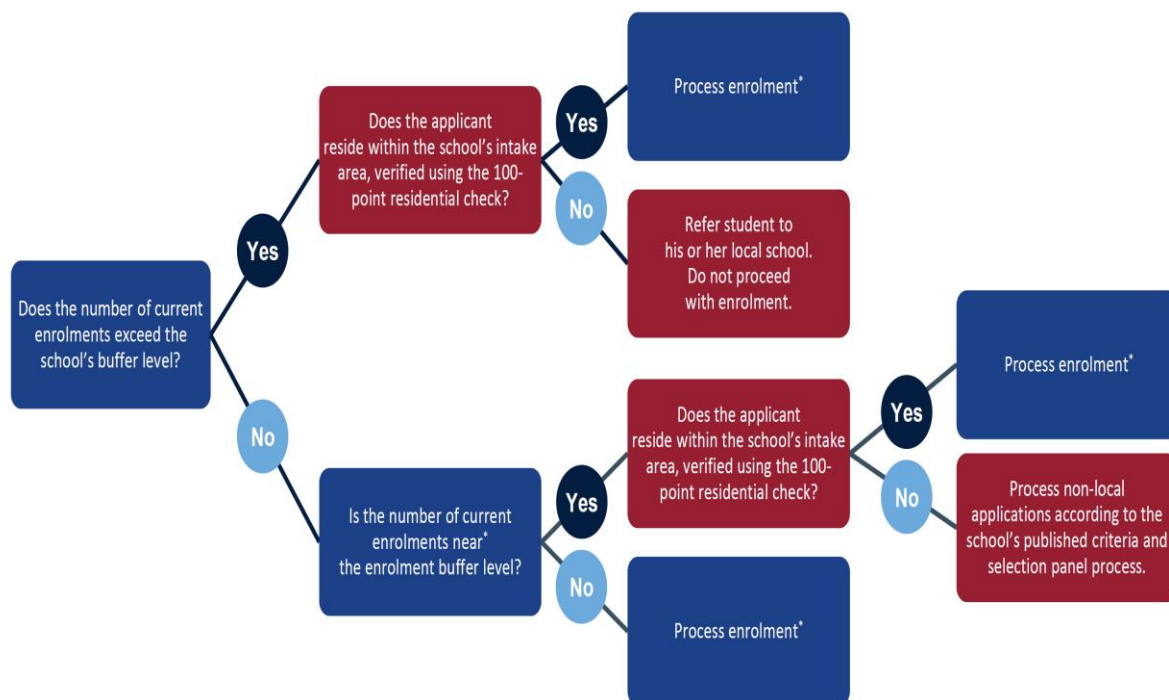 Does the number of current
enrolments exceed the
school's buffer level?
Yes
Does the applicant
reside within the school's intake
area, verified using the 100-
point residential check?
Yes
Process enrolment*
No
Refer student to
his or her local school.
Do not proceed
with enrolment.
No
Is the number of current
enrolments near*
the enrolment buffer level?
Yes
Does the applicant
reside within the school's intake
area, verified using the 100-
point residential check?
Yes
Process enrolment*
No
Process non-local
applications according to the
school's published criteria and
selection panel process.
No
Process enrolment*